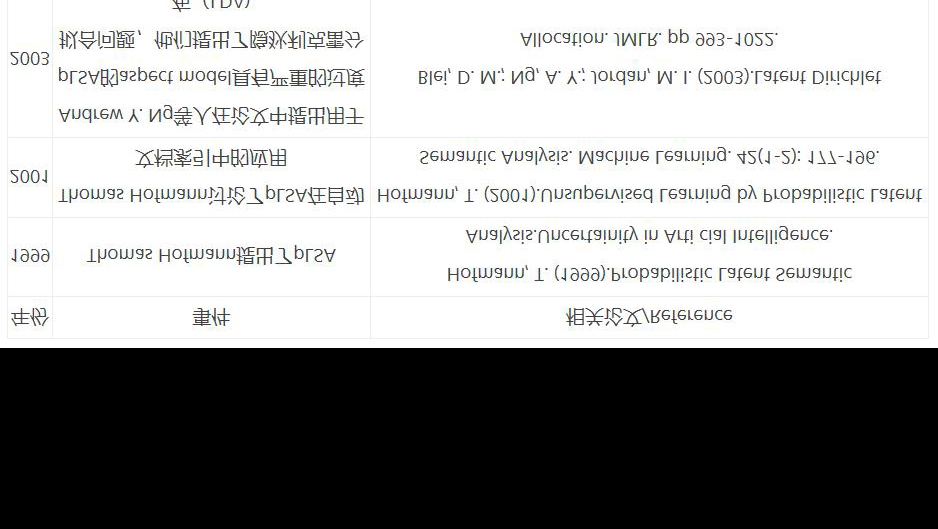 年份
事件
相关论文/Reference
1999
Thomas Hofmann提出了pLSA
Hofmann, T. (1999).Probabilistic Latent Semantic
Analysis.Uncertainity in Arti cial Intelligence.
2001
Thomas Hofmann讨论了pLSA在自动
文档索引中的应用
Hofmann, T. (2001).Unsupervised Learning by Probabilistic Latent
Semantic Analysis. Machine Learning. 42(1-2): 177-196.
2003
Andrew Y. Ng等人在论文中提出用于
pLSA的aspect model具有严重的过度
拟合问题，他们提出了隐狄利克雷分
布（LDA）
Blei, D. M.; Ng, A. Y.; Jordan, M. I. (2003).Latent Dirichlet
Allocation. JMLR. pp 993-1022.